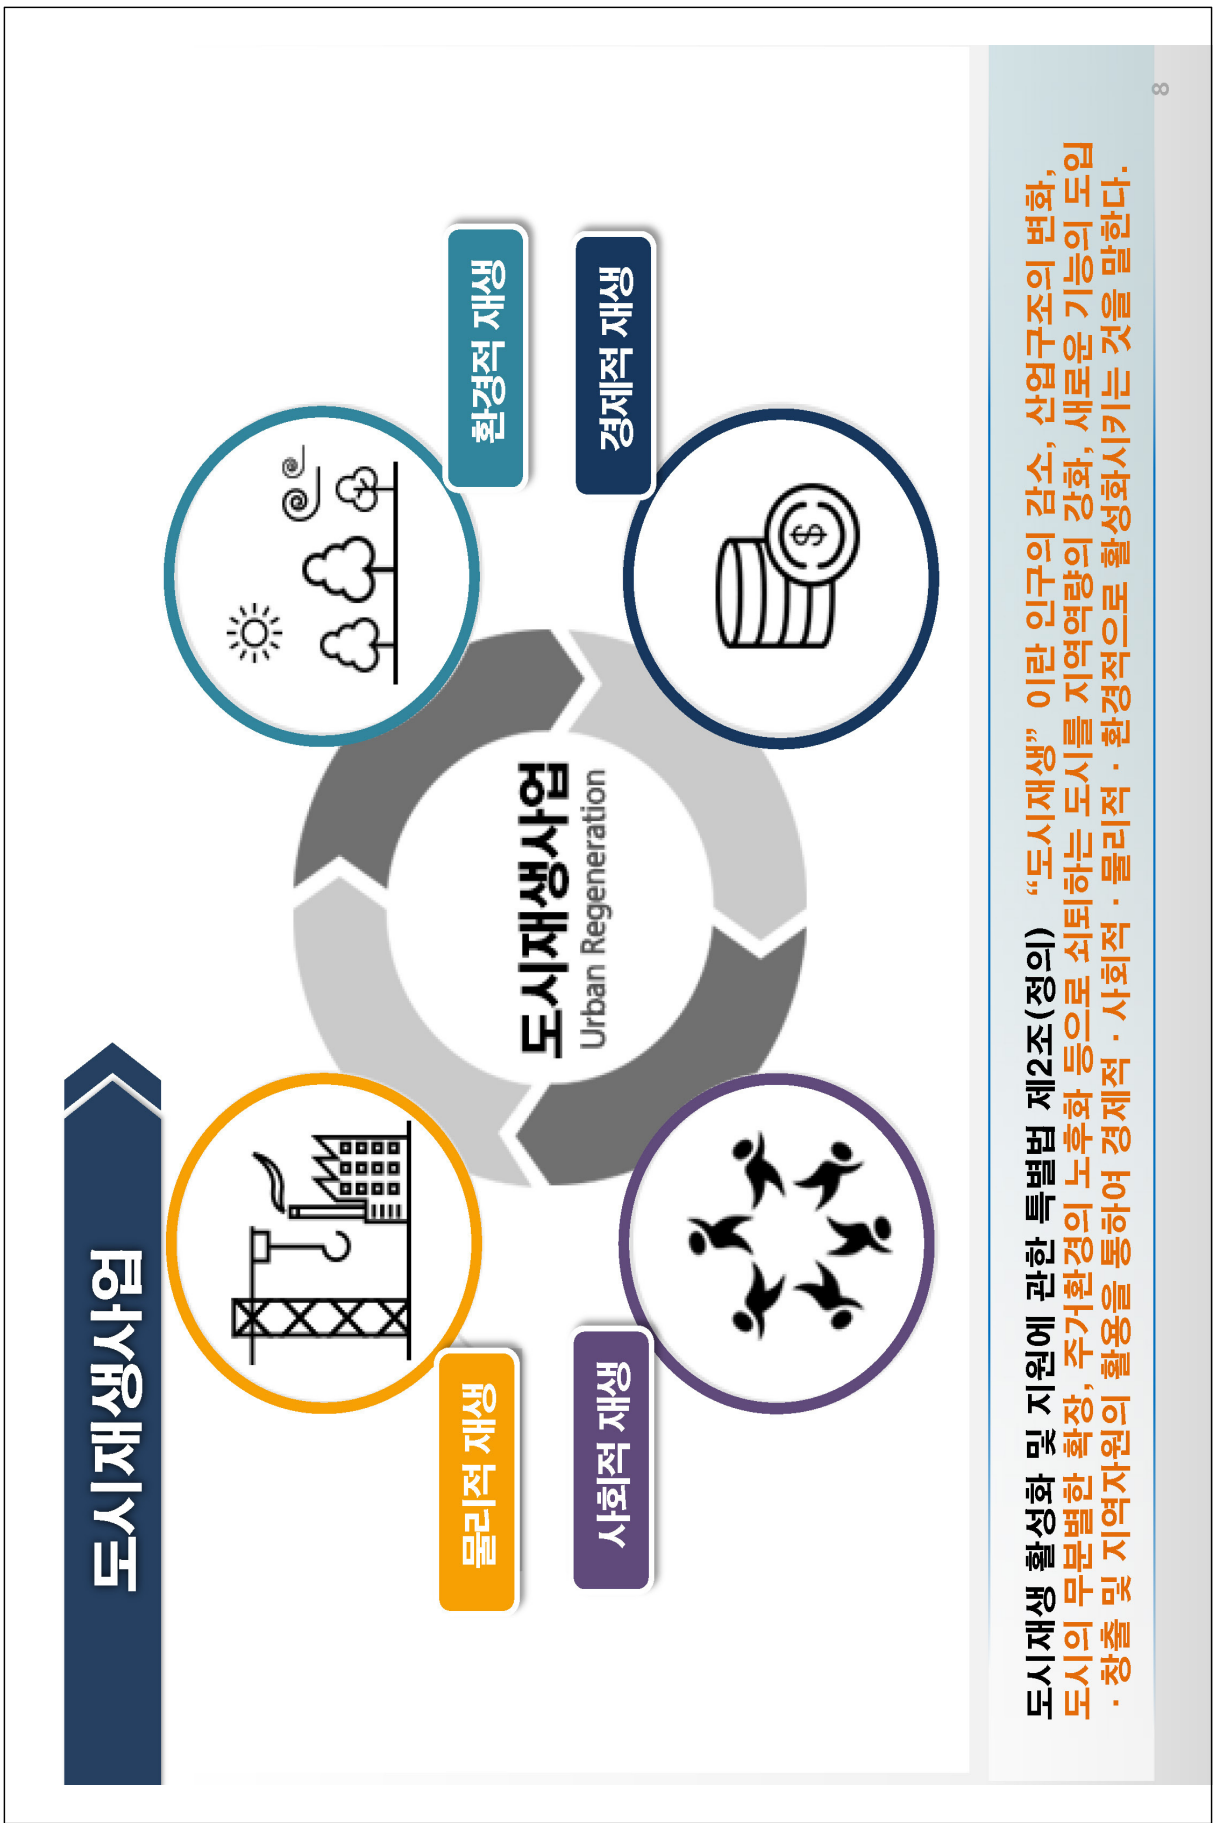 도시재생사업
물리적 재생
환경적 재생
도시재생사업
Urban Regeneration
사회적 재생
경제적 재생
$
도시재생 활성화 및 지원에 관한 특별법 제2조(정의) “도시재생” 이란 인구의 감소, 산업구조의 변화,
도시의 무분별한 확장, 주거환경의 노후화 등으로 쇠퇴하는 도시를 지역역량의 강화, 새로운 기능의 도입
· 창출 및 지역자원의 활용을 통하여 경제적 · 사회적 · 물리적 · 환경적으로 활성화시키는 것을 말한다.
8